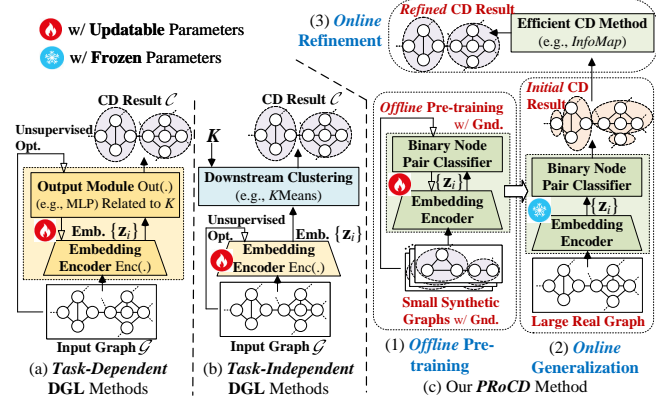 w/ Updatable Parameters
w/ Frozen Parameters
CD Result 𝒞
Unsupervised
Opt.
Output Module Out(.)
(e.g., MLP) Related to K
Emb. {z_i}
Embedding
Encoder Enc(.)
Input Graph 𝒢
(a) Task-Dependent
DGL Methods
CD Result 𝒞
K
Downstream Clustering
(e.g., KMeans)
Unsupervised
Opt.
Emb. {z_i}
Embedding
Encoder Enc(.)
Input Graph 𝒢
(b) Task-Independent
DGL Methods
(3) Online
Refinement
Refined CD Result
Efficient CD Method
(e.g., InfoMap)
Offline Pre-training
w/ Gnd.
Binary Node
Pair Classifier
{z_i}
Embedding
Encoder
Small Synthetic
Graphs w/ Gnd.
(1) Offline Pre-
training
Initial CD
Result
Binary Node
Pair Classifier
{z_i}
Embedding
Encoder
Large Real Graph
(2) Online
Generalization
(c) Our PRoCD Method